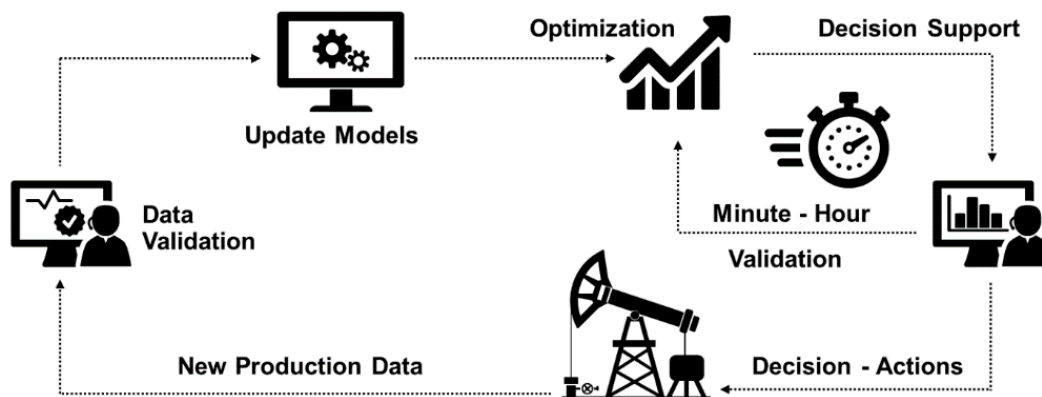 Optimization
Decision Support
Update Models
Data
Validation
Minute - Hour
Validation
New Production Data
Decision - Actions